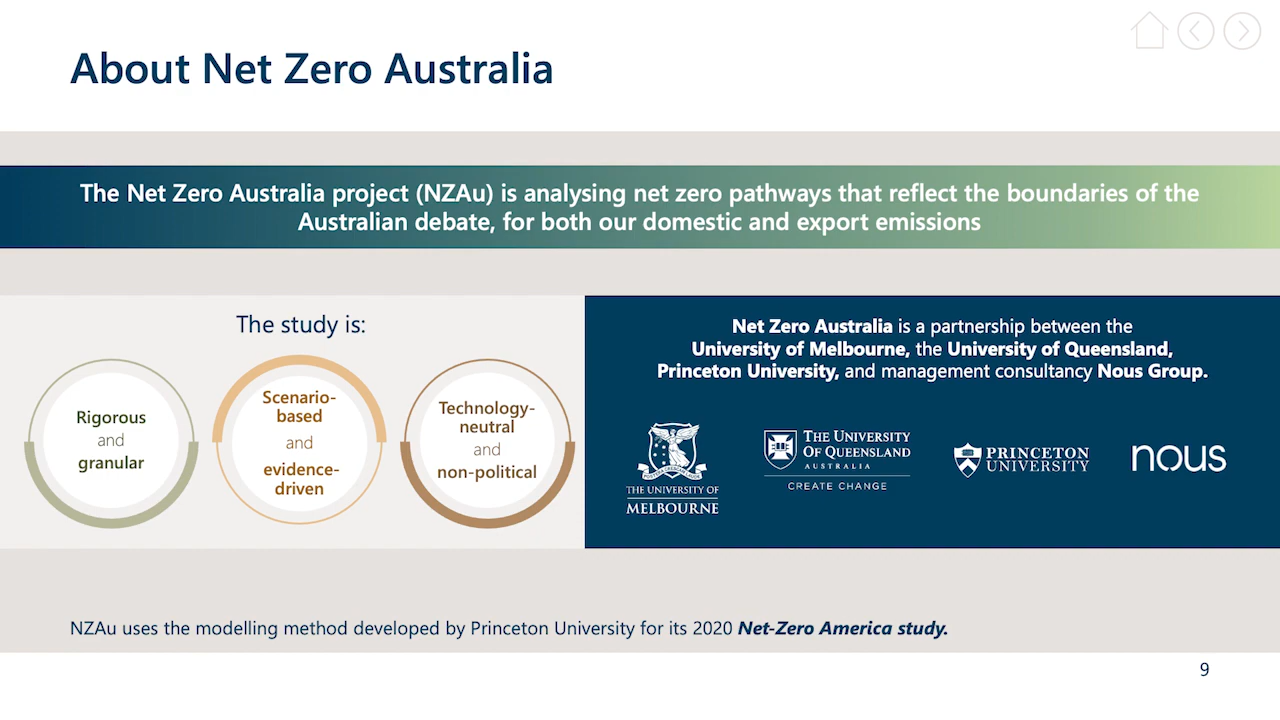 About Net Zero Australia
The Net Zero Australia project (NZAu) is analysing net zero pathways that reflect the boundaries of the
Australian debate, for both our domestic and export emissions
The study is:
Rigorous
and
granular
Scenario-
based
and
evidence-
driven
Technology-
neutral
and
non-political
Net Zero Australia is a partnership between the
University of Melbourne, the University of Queensland,
Princeton University, and management consultancy Nous Group.
THE UNIVERSITY OF
MELBOURNE
THE UNIVERSITY
OF QUEENSLAND
AUSTRALIA
CREATE CHANGE
PRINCETON
UNIVERSITY
nous
NZAu uses the modelling method developed by Princeton University for its 2020 Net-Zero America study.
9